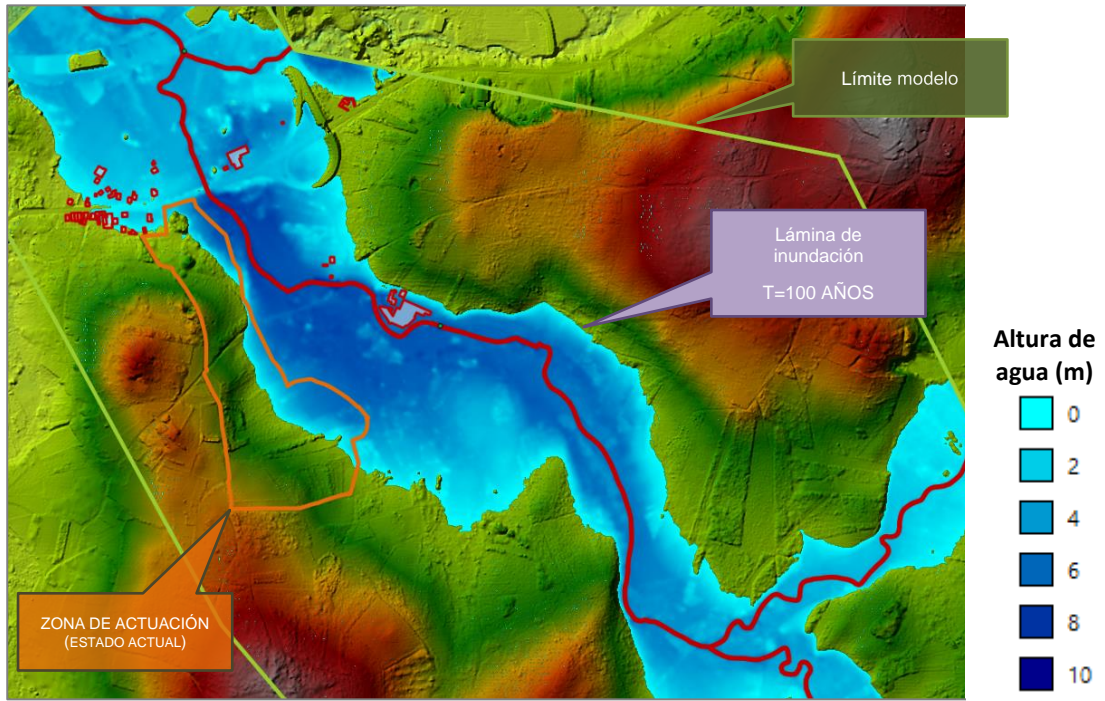 Límite modelo
Lámina de
inundación
T=100 AÑOS
Altura de
agua (m)
0
2
4
6
8
10
ZONA DE ACTUACIÓN
(ESTADO ACTUAL)